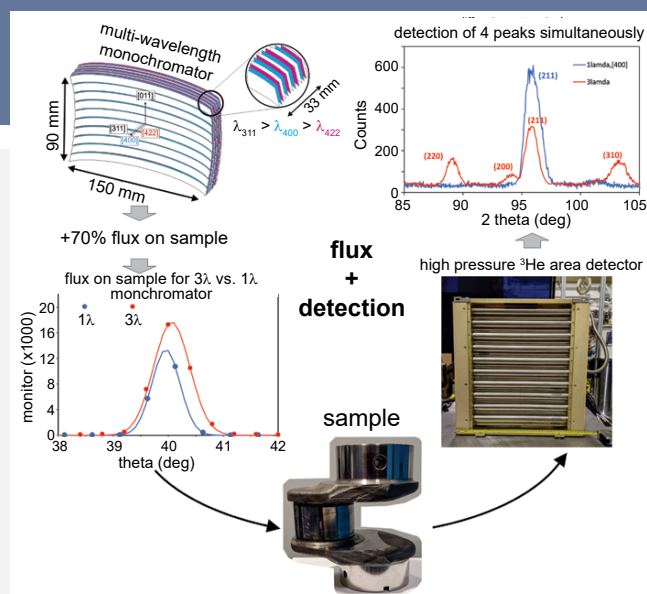 multi-wavelength
monochromator
90 mm
150 mm
33 mm
[011]
[311]
[422]
[400]
λ311 > λ400 > λ422
+70% flux on sample
flux on sample for 3λ vs. 1λ
monchromator
1λ
3λ
monitor (x1000)
20
16
12
8
4
0
38
39
40
41
42
theta (deg)
flux
+
detection
sample
detection of 4 peaks simultaneously
1lamda,[400]
3lamda
Counts
600
400
200
0
(220)
(200)
(211)
(211)
(310)
85
90
95
100
105
2 theta (deg)
high pressure ³He area detector